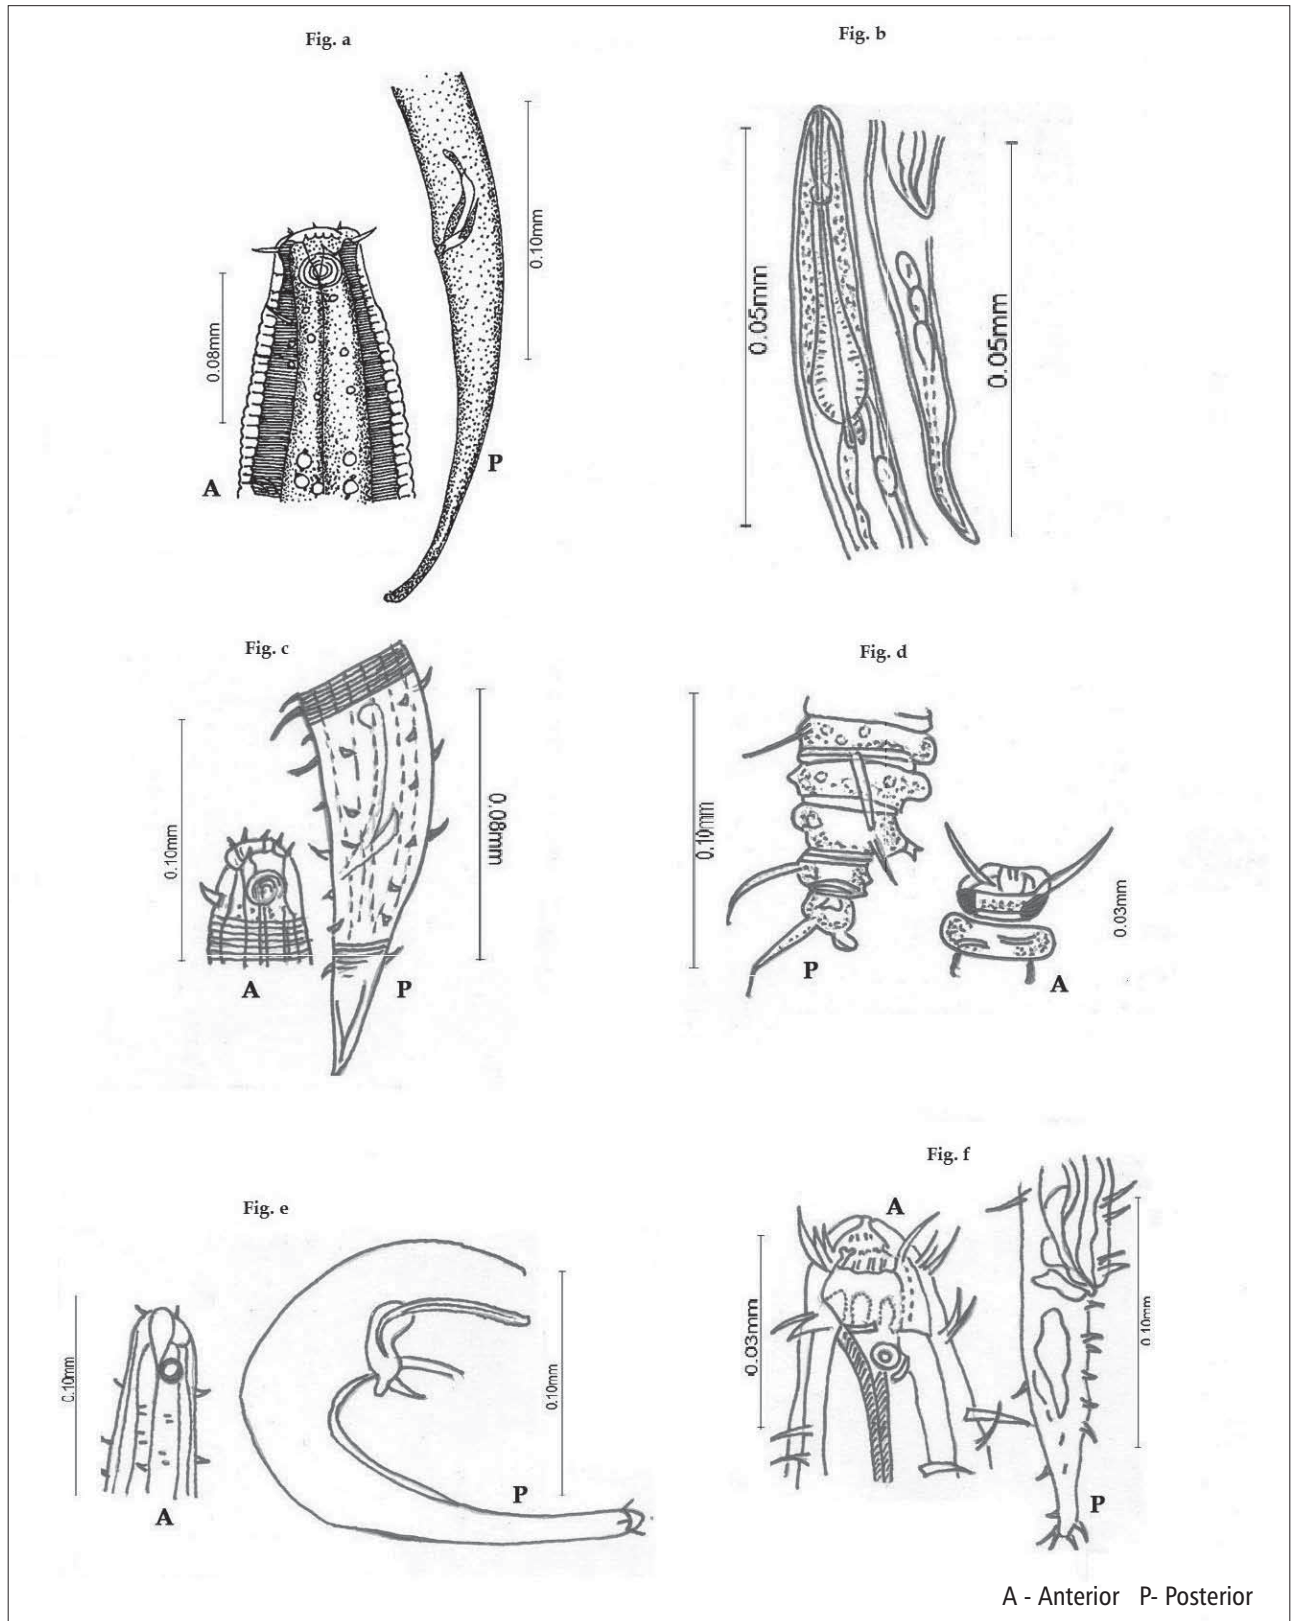 Fig. a
Fig. b
0.10mm
0.08mm
A
P
0.05mm
0.05mm
Fig. c
Fig. d
0.10mm
0.08mm
A
P
0.10mm
0.03mm
P
A
Fig. e
Fig. f
0.10mm
0.10mm
A
P
A
0.03mm
0.10mm
P
A - Anterior P- Posterior